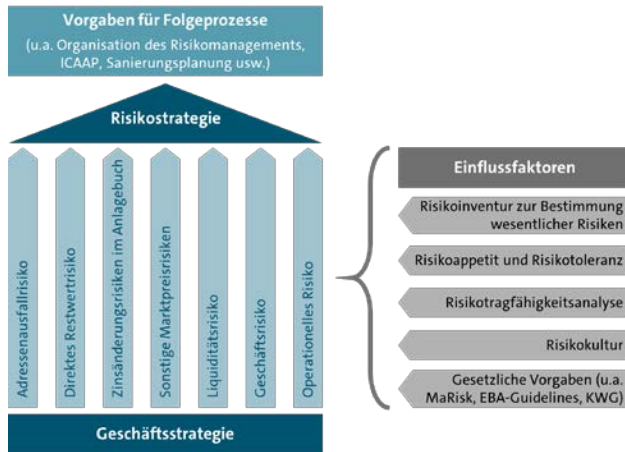 Vorgaben für Folgeprozesse
(u.a. Organisation des Risikomanagements,
ICAAP, Sanierungsplanung usw.)
Risikostrategie
Adressenausfallrisiko
Direktes Restwertrisiko
Zinsänderungsrisiken im Anlagebuch
Sonstige Marktpreisrisiken
Liquiditätsrisiko
Geschäftsrisiko
Operationelles Risiko
Geschäftsstrategie
Einflussfaktoren
Risikoinventur zur Bestimmung
wesentlicher Risiken
Risikoappetit und Risikotoleranz
Risikotragfähigkeitsanalyse
Risikokultur
Gesetzliche Vorgaben (u.a.
MaRisk, EBA-Guidelines, KWG)